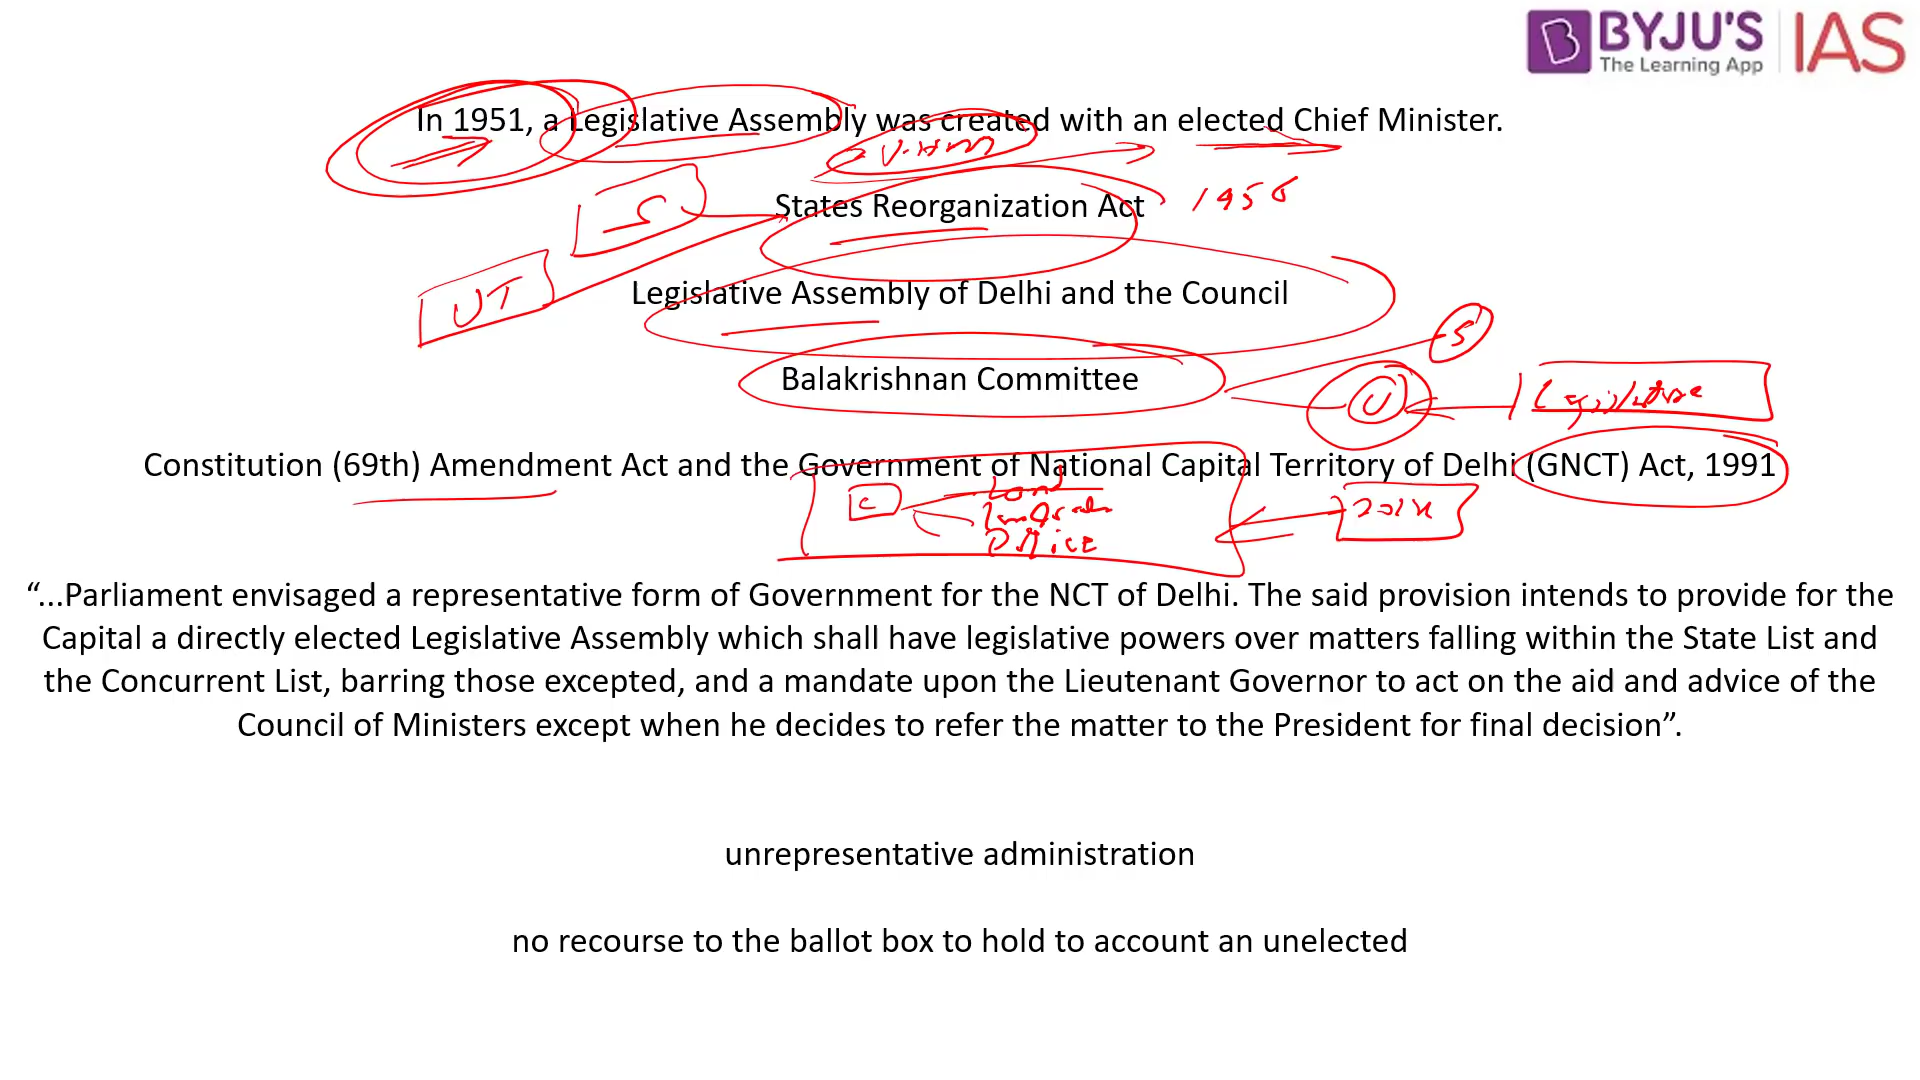 BYJU'S
The Learning App
IAS
In 1951, a Legislative Assembly was created with an elected Chief Minister.
S
States Reorganization Act
1956
UT
Legislative Assembly of Delhi and the Council
S
Balakrishnan Committee
U
Legislative
Constitution (69th) Amendment Act and the Government of National Capital Territory of Delhi (GNCT) Act, 1991
C
Land
Office
“...Parliament envisaged a representative form of Government for the NCT of Delhi. The said provision intends to provide for the
Capital a directly elected Legislative Assembly which shall have legislative powers over matters falling within the State List and
the Concurrent List, barring those excepted, and a mandate upon the Lieutenant Governor to act on the aid and advice of the
Council of Ministers except when he decides to refer the matter to the President for final decision”.
unrepresentative administration
no recourse to the ballot box to hold to account an unelected